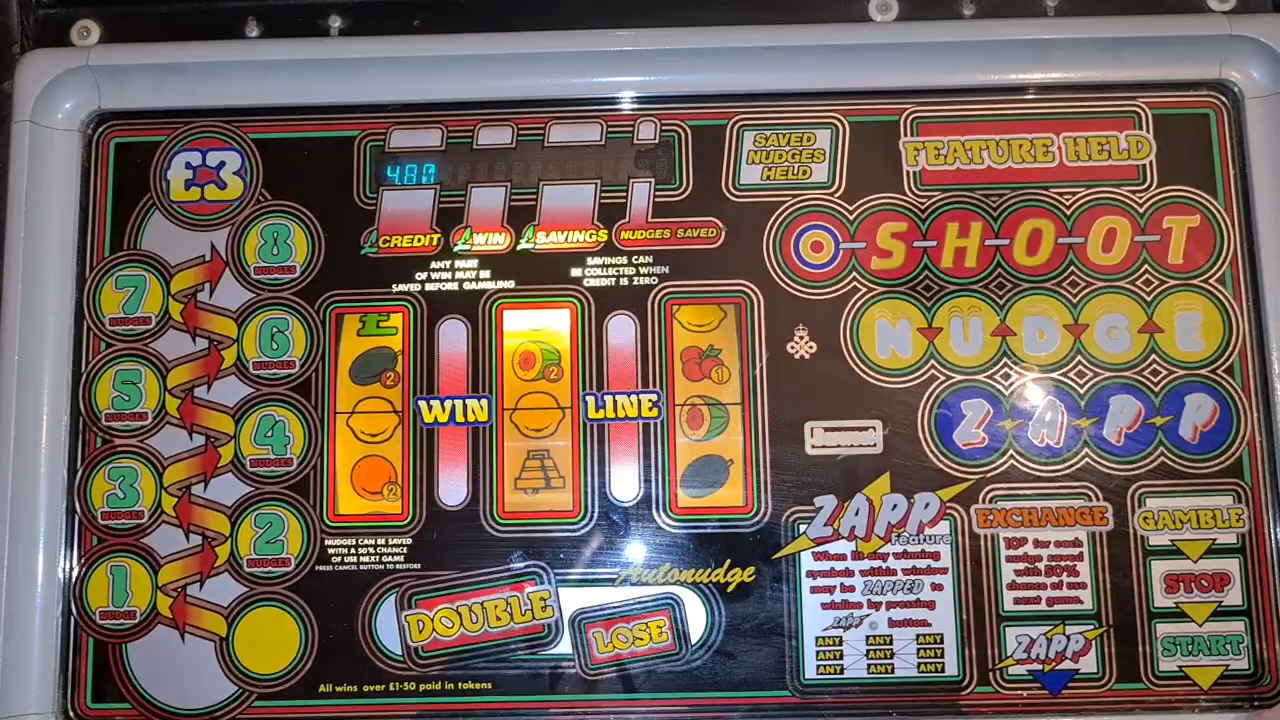 £3
4.80
SAVED
NUDGES
HELD
FEATURE HELD
£CREDIT £WIN £SAVINGS NUDGES SAVED
ANY PART
OF WIN MAY BE
SAVED BEFORE GAMBLING
SAVINGS CAN
BE COLLECTED WHEN
CREDIT IS ZERO
SHOOT
NUDGE
ZAPP
8
NUDGES
7
NUDGES
6
NUDGES
5
NUDGES
4
NUDGES
3
NUDGES
2
NUDGES
1
NUDGE
£
2
2
1
2
WIN LINE
NUDGES CAN BE SAVED
WITH A 50% CHANCE
OF USE NEXT GAME
PRESS CANCEL BUTTON TO RESTORE
Autonudge
DOUBLE
LOSE
All wins over £1·50 paid in tokens
ZAPP
Feature
When lit any winning
symbols within window
may be ZAPPED to
winline by pressing
ZAPP © button.
ANY ANY ANY
ANY ANY ANY
ANY ANY ANY
EXCHANGE
10P for each
nudge saved
with 50%
chance of use
next game.
ZAPP
GAMBLE
STOP
START